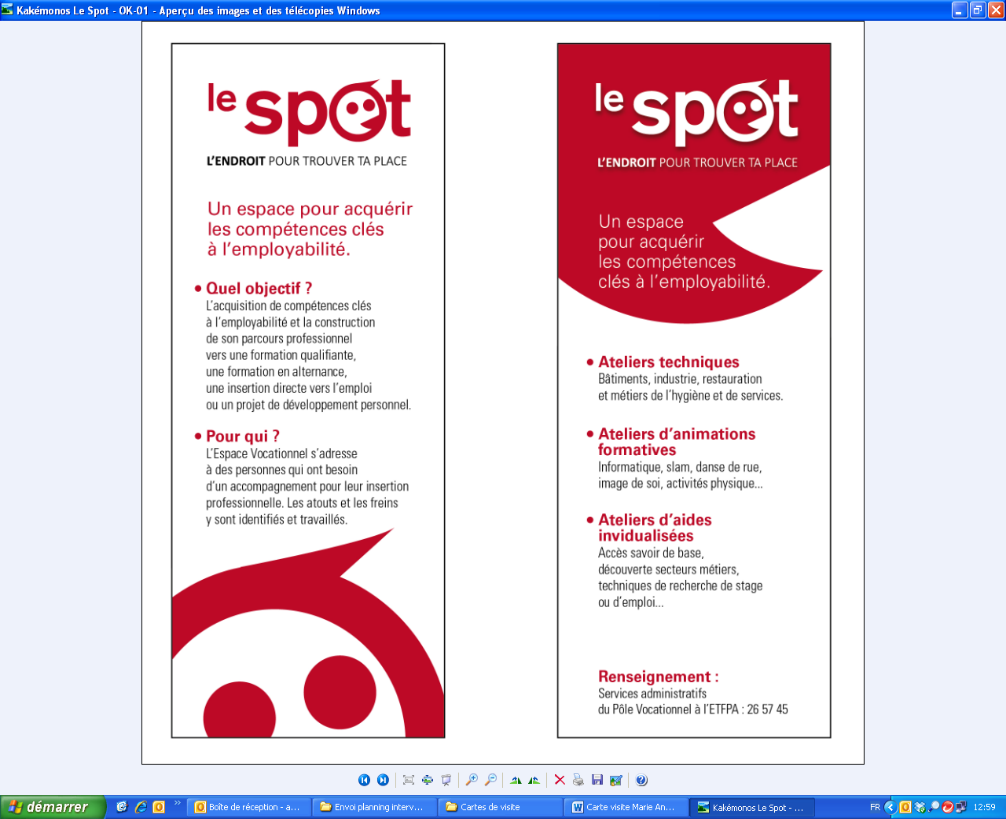 Kakémonos Le Spot - OK-01 - Aperçu des images et des télécopies Windows
le spot
L'ENDROIT POUR TROUVER TA PLACE
Un espace pour acquérir
les compétences clés
à l'employabilité.
• Quel objectif ?
L'acquisition de compétences clés
à l'employabilité et la construction
de son parcours professionnel
vers une formation qualifiante,
une formation en alternance,
une insertion directe vers l'emploi
ou un projet de développement personnel.
• Pour qui ?
L'Espace Vocationnel s'adresse
à des personnes qui ont besoin
d'un accompagnement pour leur insertion
professionnelle. Les atouts et les freins
y sont identifiés et travaillés.
le spot
L'ENDROIT POUR TROUVER TA PLACE
Un espace
pour acquérir
les compétences
clés à l'employabilité.
• Ateliers techniques
Bâtiments, industrie, restauration
et métiers de l'hygiène et de services.
• Ateliers d'animations
formatives
Informatique, slam, danse de rue,
image de soi, activités physique...
• Ateliers d'aides
invidualisées
Accès savoir de base,
découverte secteurs métiers,
techniques de recherche de stage
ou d'emploi...
Renseignement :
Services administratifs
du Pôle Vocationnel à l'ETFPA : 26 57 45
démarrer
Boîte de réception - a...
Envoi planning interv...
Cartes de visite
Carte visite Marie An...
Kakémonos Le Spot - ...
FR
12:59